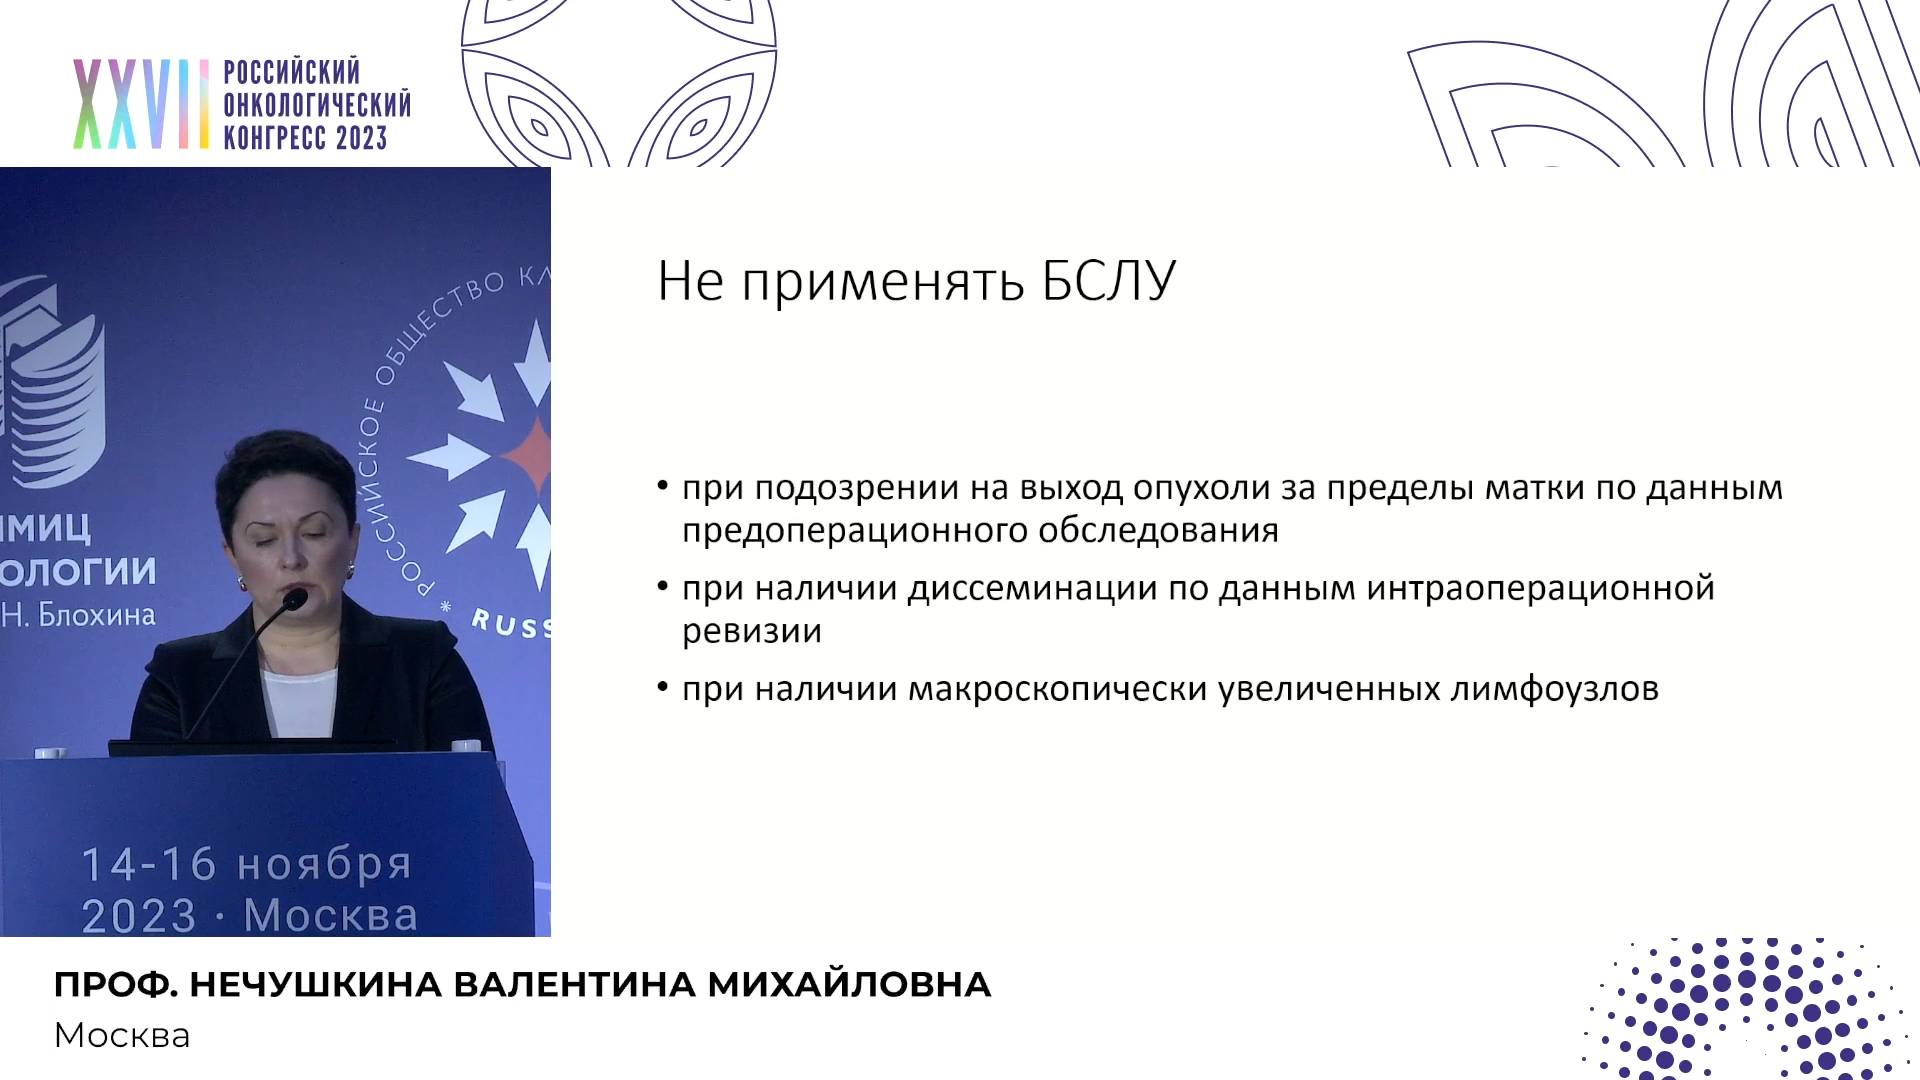 XXVII
РОССИЙСКИЙ
ОНКОЛОГИЧЕСКИЙ
КОНГРЕСС 2023
РОССИЙСКОЕ ОБЩЕСТВО
RUSS
Н. Блохина
14-16 ноября
2023 · Москва
Не применять БСЛУ
• при подозрении на выход опухоли за пределы матки по данным
предоперационного обследования
• при наличии диссеминации по данным интраоперационной
ревизии
• при наличии макроскопически увеличенных лимфоузлов
ПРОФ. НЕЧУШКИНА ВАЛЕНТИНА МИХАЙЛОВНА
Москва